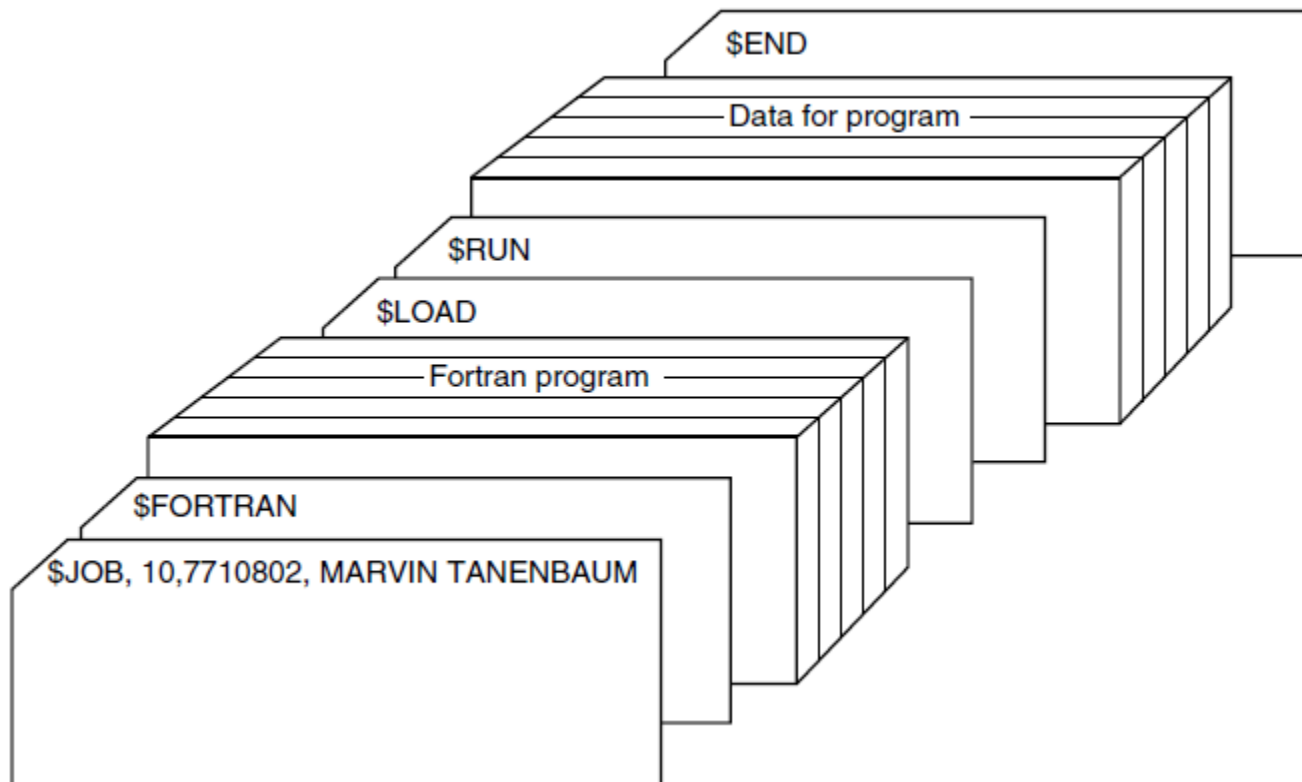 $END
Data for program
$RUN
$LOAD
Fortran program
$FORTRAN
$JOB, 10,7710802, MARVIN TANENBAUM